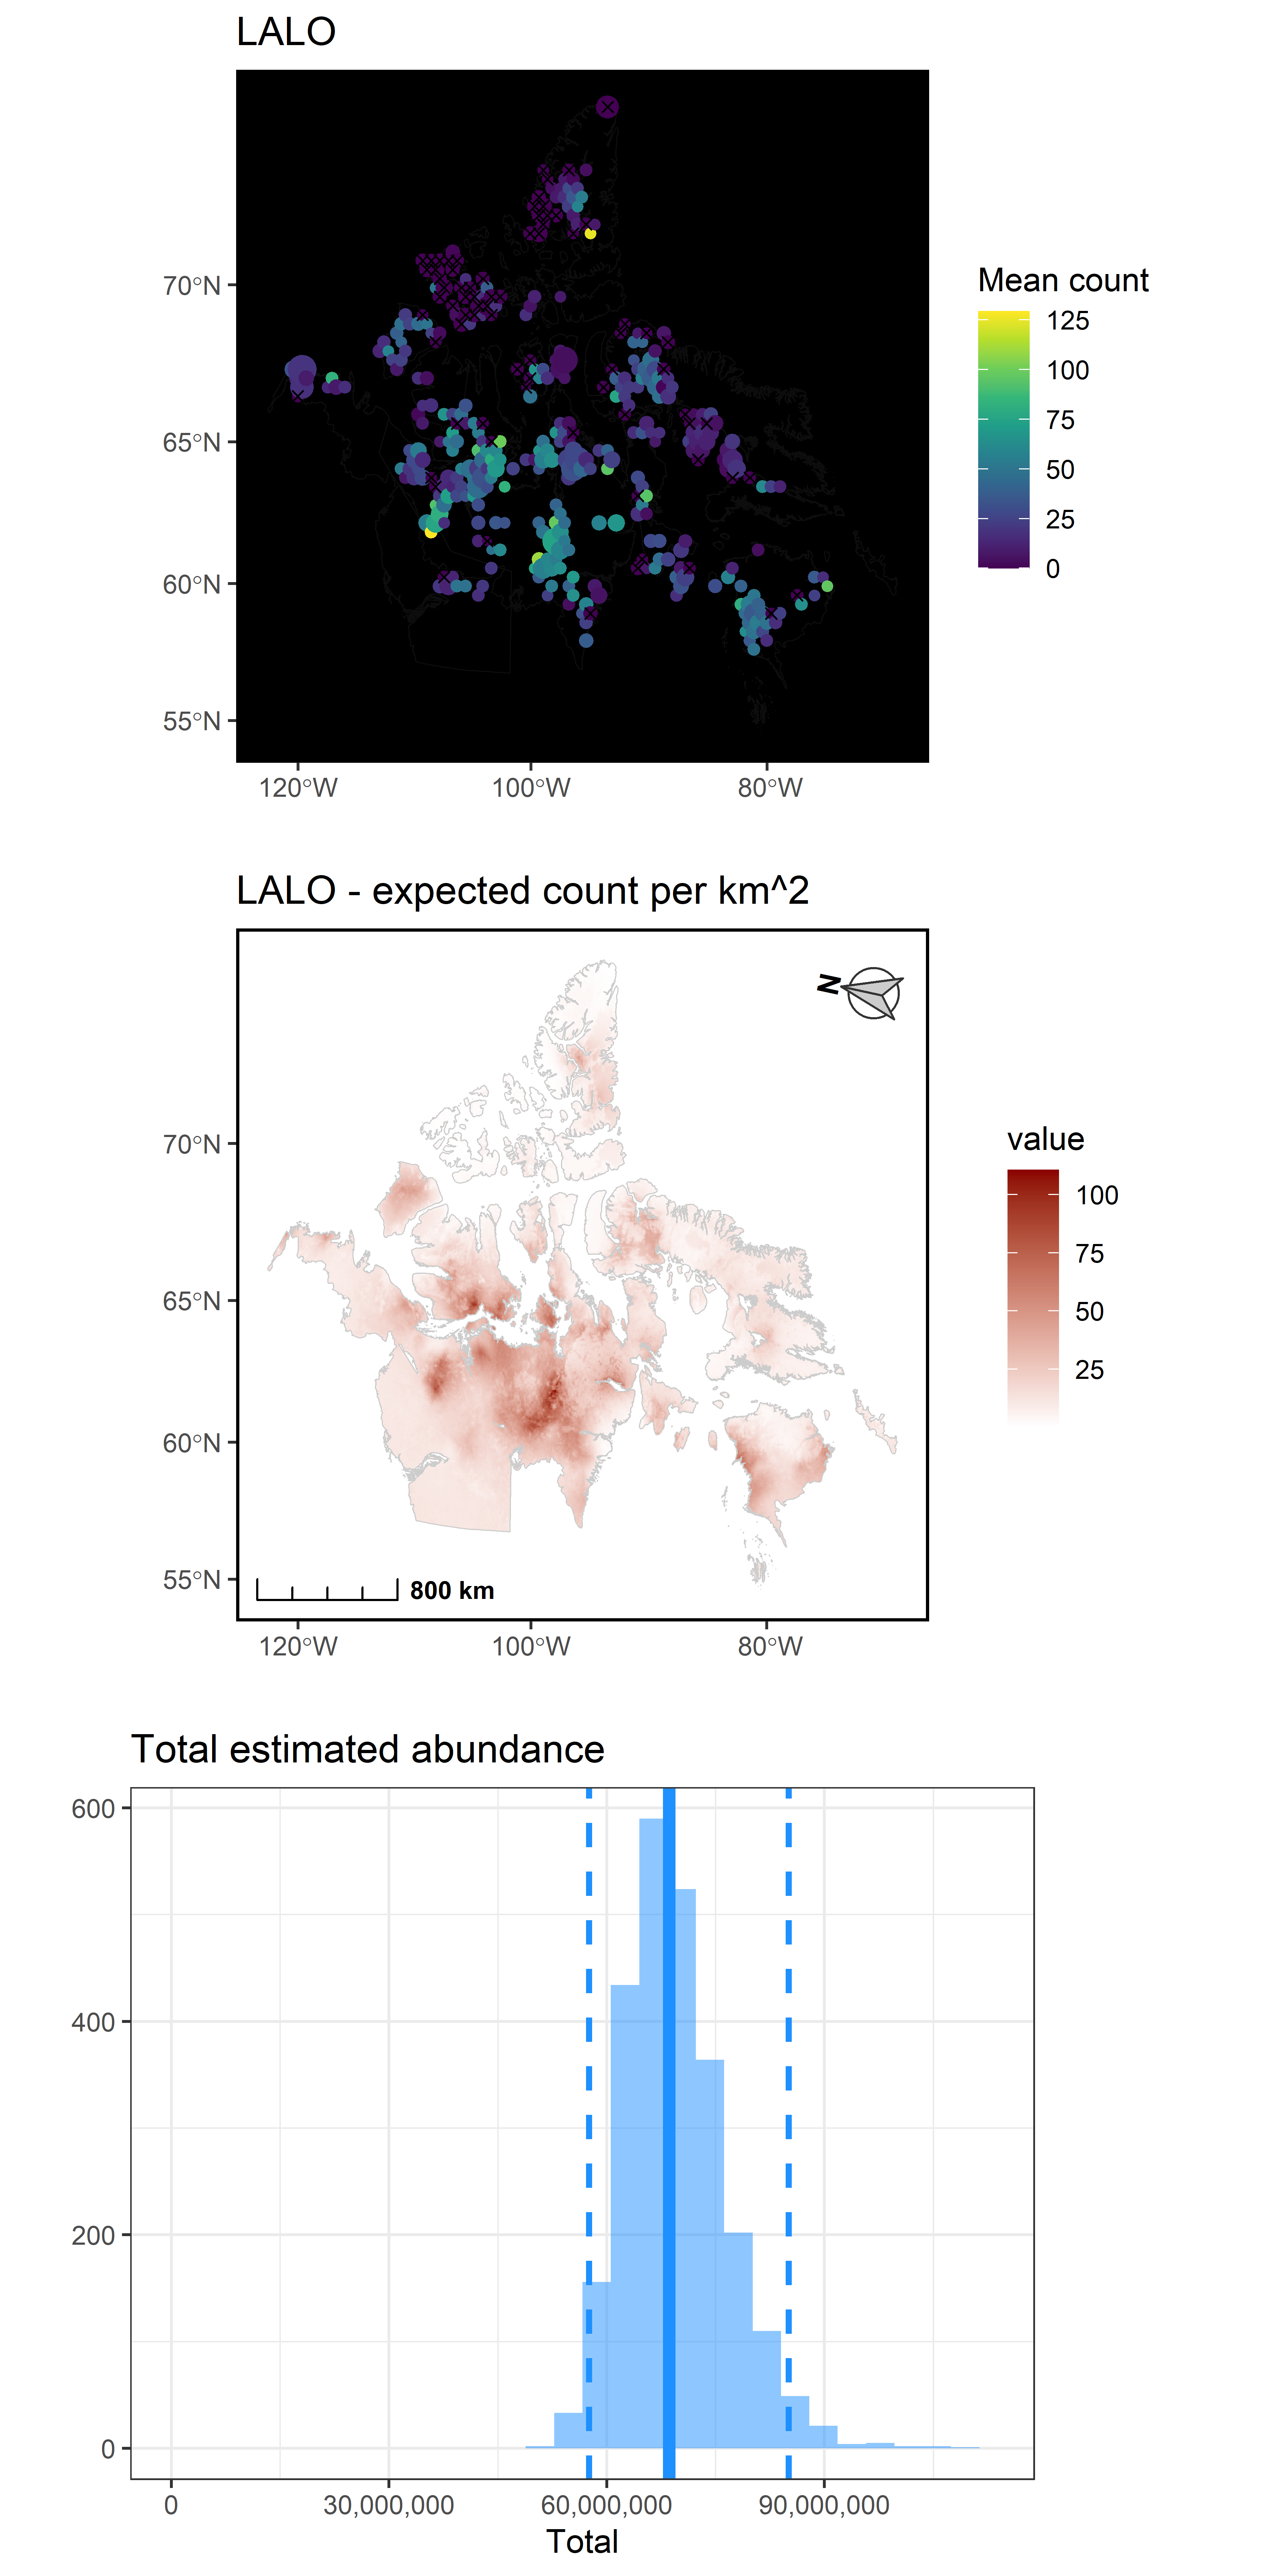 LALO
70°N
65°N
60°N
55°N
120°W 100°W 80°W
Mean count
125
100
75
50
25
0
LALO - expected count per km^2
N
70°N
65°N
60°N
55°N
800 km
120°W 100°W 80°W
value
100
75
50
25
Total estimated abundance
600
400
200
0
0 30,000,000 60,000,000 90,000,000
Total